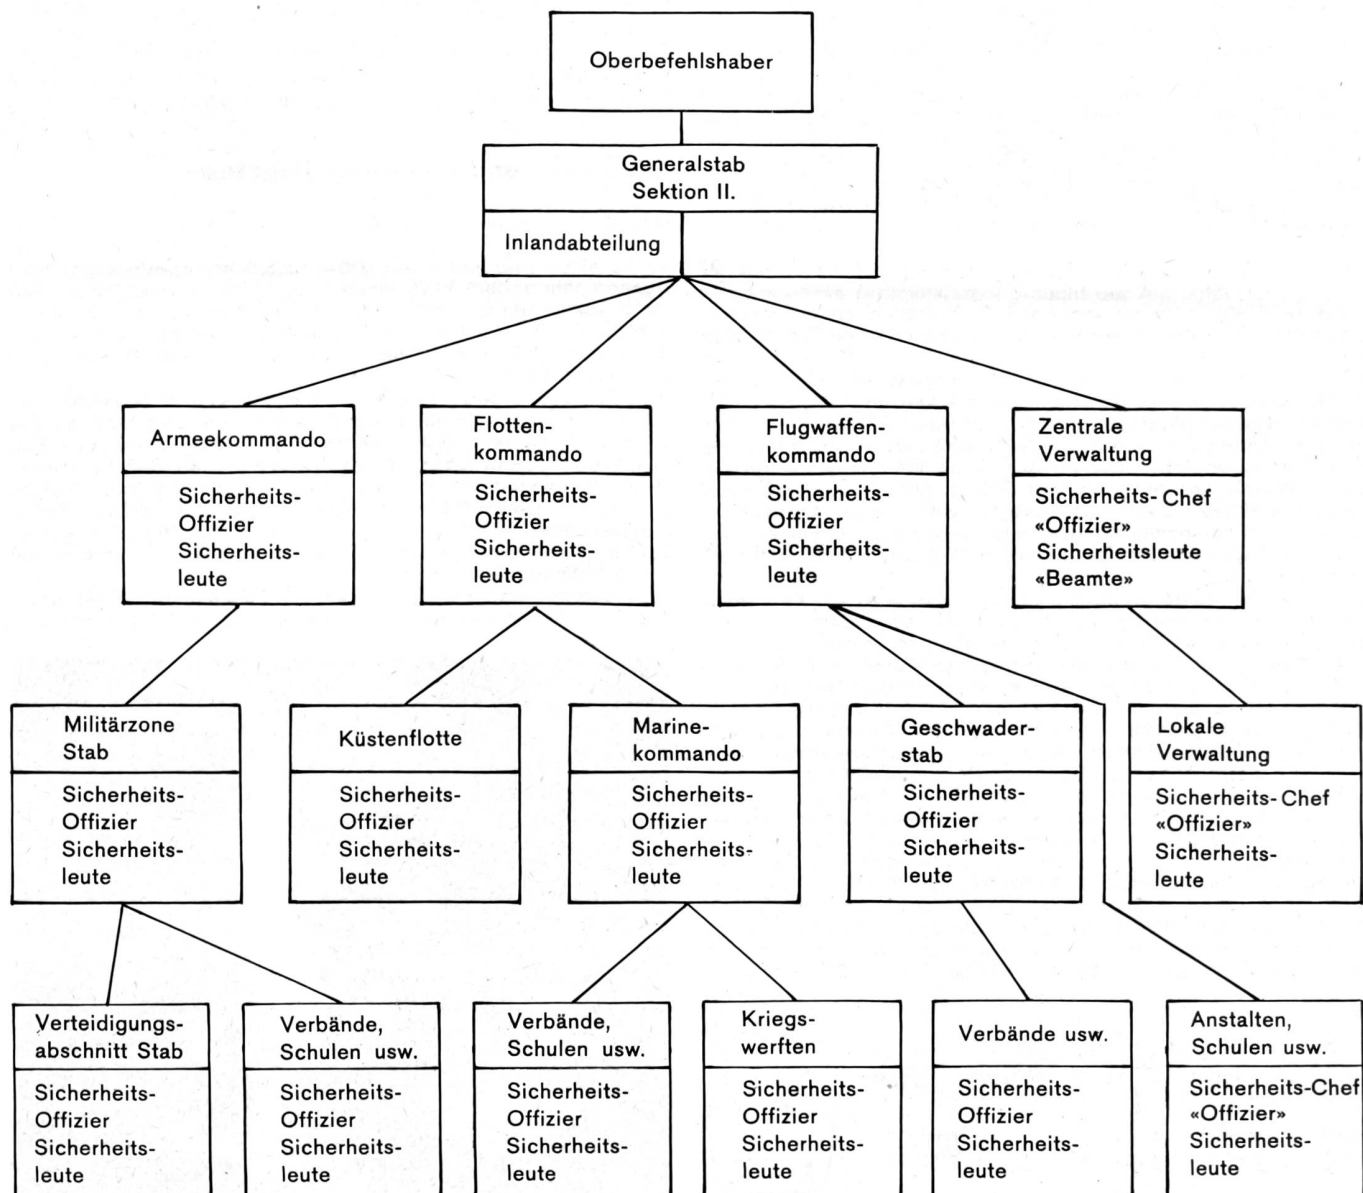 Oberbefehlshaber
Generalstab
Sektion II.
Inlandabteilung
Armeekommando
Sicherheits-
Offizier
Sicherheits-
leute
Flotten-
kommando
Sicherheits-
Offizier
Sicherheits-
leute
Flugwaffen-
kommando
Sicherheits-
Offizier
Sicherheits-
leute
Zentrale
Verwaltung
Sicherheits-Chef
«Offizier»
Sicherheitsleute
«Beamte»
Militärzone
Stab
Sicherheits-
Offizier
Sicherheits-
leute
Küstenflotte
Sicherheits-
Offizier
Sicherheits-
leute
Marine-
kommando
Sicherheits-
Offizier
Sicherheits-
leute
Geschwader-
stab
Sicherheits-
Offizier
Sicherheits-
leute
Lokale
Verwaltung
Sicherheits-Chef
«Offizier»
Sicherheits-
leute
Verteidigungs-
abschnitt Stab
Sicherheits-
Offizier
Sicherheits-
leute
Verbände,
Schulen usw.
Sicherheits-
Offizier
Sicherheits-
leute
Verbände,
Schulen usw.
Sicherheits-
Offizier
Sicherheits-
leute
Kriegs-
werften
Sicherheits-
Offizier
Sicherheits-
leute
Verbände usw.
Sicherheits-
Offizier
Sicherheits-
leute
Anstalten,
Schulen usw.
Sicherheits-Chef
«Offizier»
Sicherheits-
leute